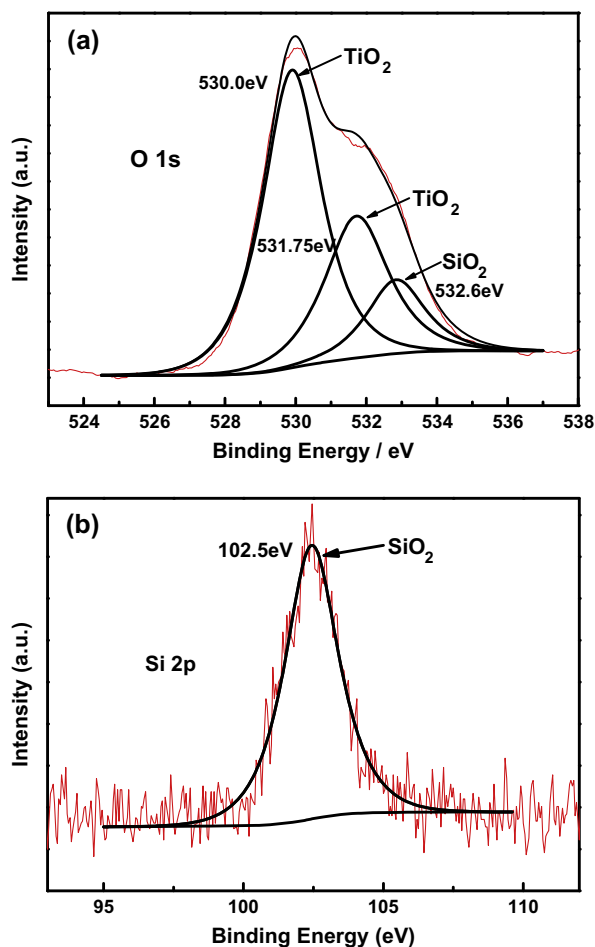 (a)
TiO₂
530.0eV
O 1s
TiO₂
531.75eV
SiO₂
532.6eV
Intensity (a.u.)
524 526 528 530 532 534 536 538
Binding Energy / eV
(b)
102.5eV
SiO₂
Si 2p
Intensity (a.u.)
95 100 105 110
Binding Energy (eV)